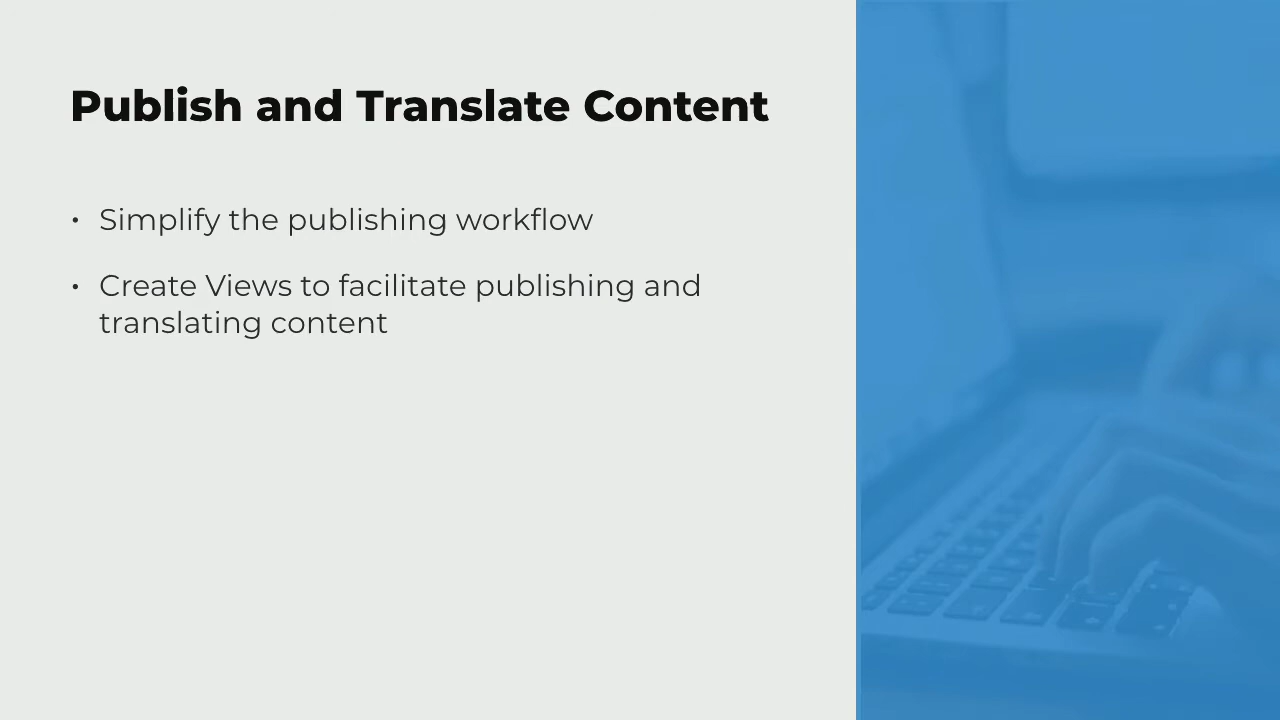 Publish and Translate Content
• Simplify the publishing workflow
• Create Views to facilitate publishing and
translating content